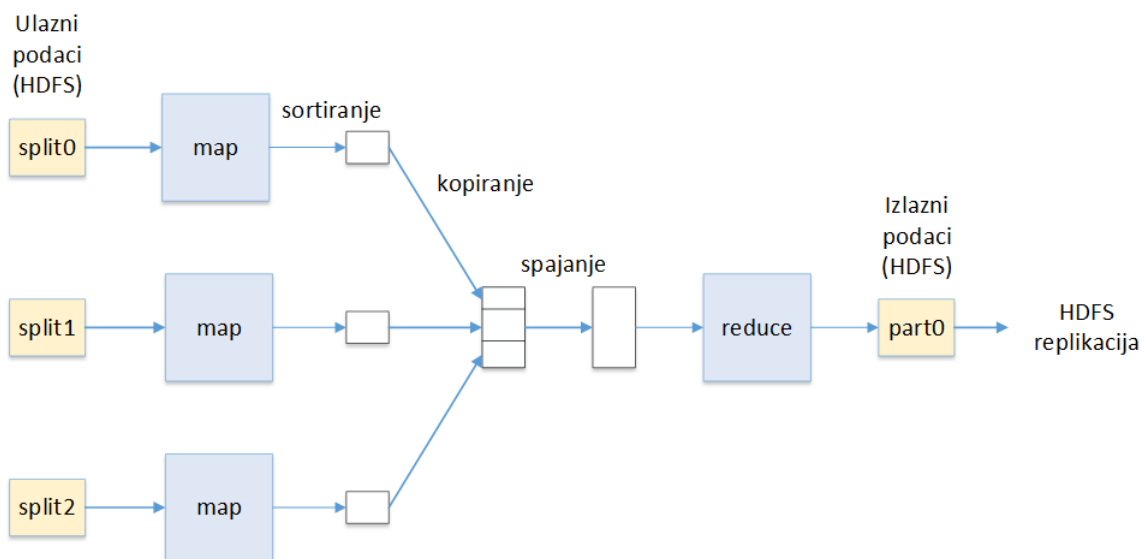 Ulazni
podaci
(HDFS)
split0
map
sortiranje
kopiranje
split1
map
spajanje
reduce
Izlazni
podaci
(HDFS)
part0
HDFS
replikacija
split2
map